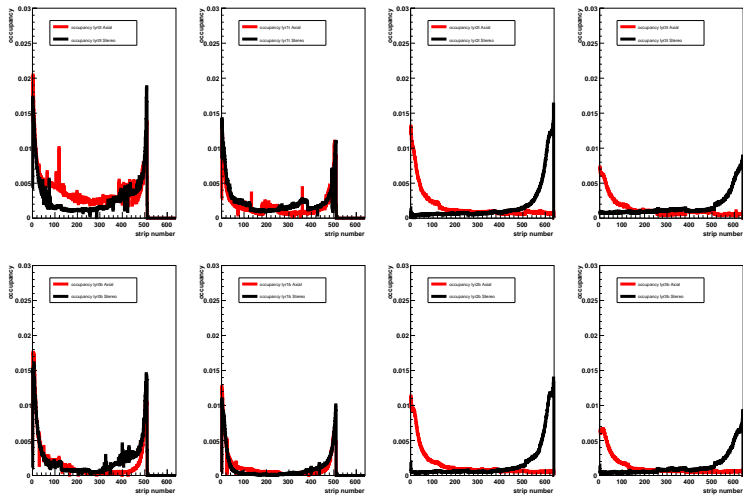 occupancy
0.03
occupancy lyr0t Axial
occupancy lyr0t Stereo
0.025
0.02
0.015
0.01
0.005
0
0 100 200 300 400 500 600
strip number
occupancy
0.03
occupancy lyr1t Axial
occupancy lyr1t Stereo
0.025
0.02
0.015
0.01
0.005
0
0 100 200 300 400 500 600
strip number
occupancy
0.03
occupancy lyr2t Axial
occupancy lyr2t Stereo
0.025
0.02
0.015
0.01
0.005
0
0 100 200 300 400 500 600
strip number
occupancy
0.03
occupancy lyr3t Axial
occupancy lyr3t Stereo
0.025
0.02
0.015
0.01
0.005
0
0 100 200 300 400 500 600
strip number
occupancy
0.03
occupancy lyr0b Axial
occupancy lyr0b Stereo
0.025
0.02
0.015
0.01
0.005
0
0 100 200 300 400 500 600
strip number
occupancy
0.03
occupancy lyr1b Axial
occupancy lyr1b Stereo
0.025
0.02
0.015
0.01
0.005
0
0 100 200 300 400 500 600
strip number
occupancy
0.03
occupancy lyr2b Axial
occupancy lyr2b Stereo
0.025
0.02
0.015
0.01
0.005
0
0 100 200 300 400 500 600
strip number
occupancy
0.03
occupancy lyr3b Axial
occupancy lyr3b Stereo
0.025
0.02
0.015
0.01
0.005
0
0 100 200 300 400 500 600
strip number